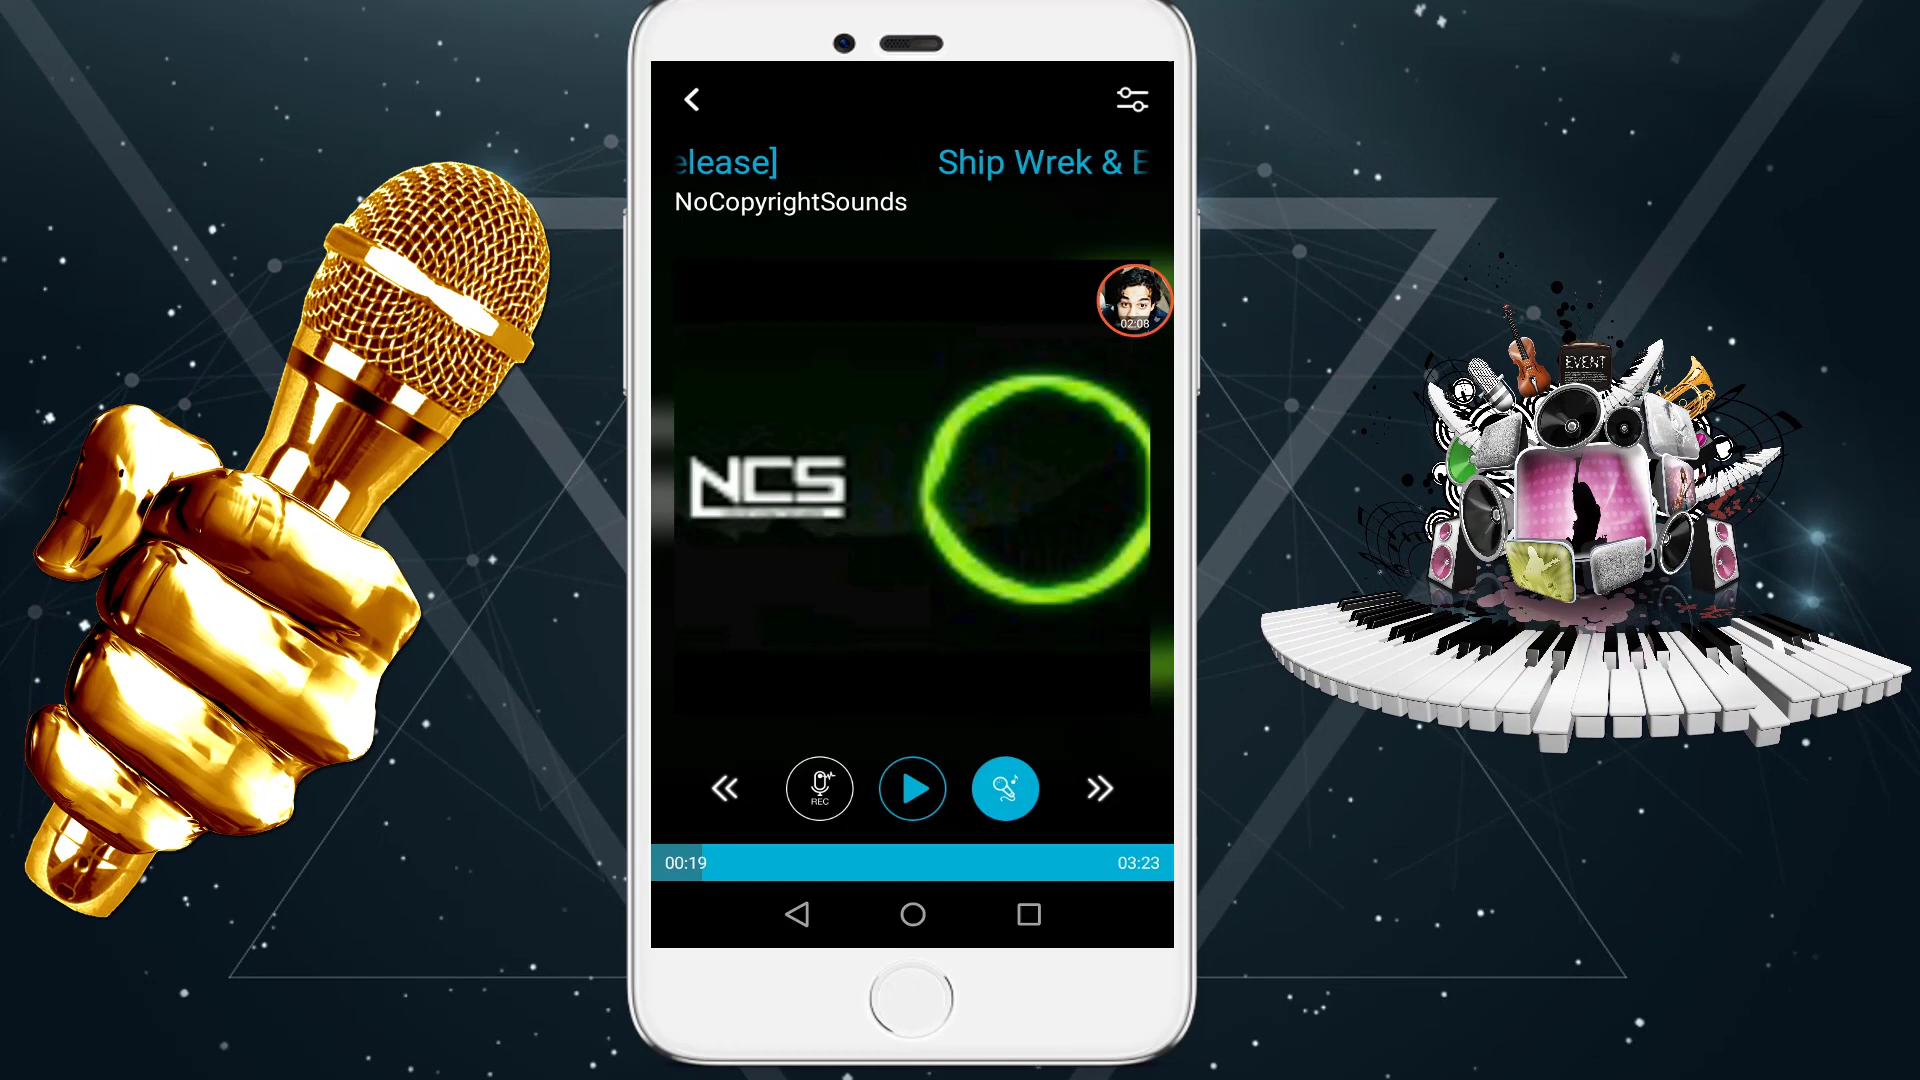 elease]
Ship Wrek & E
NoCopyrightSounds
02:08
NCS
EVENT
REC
00:19
03:23